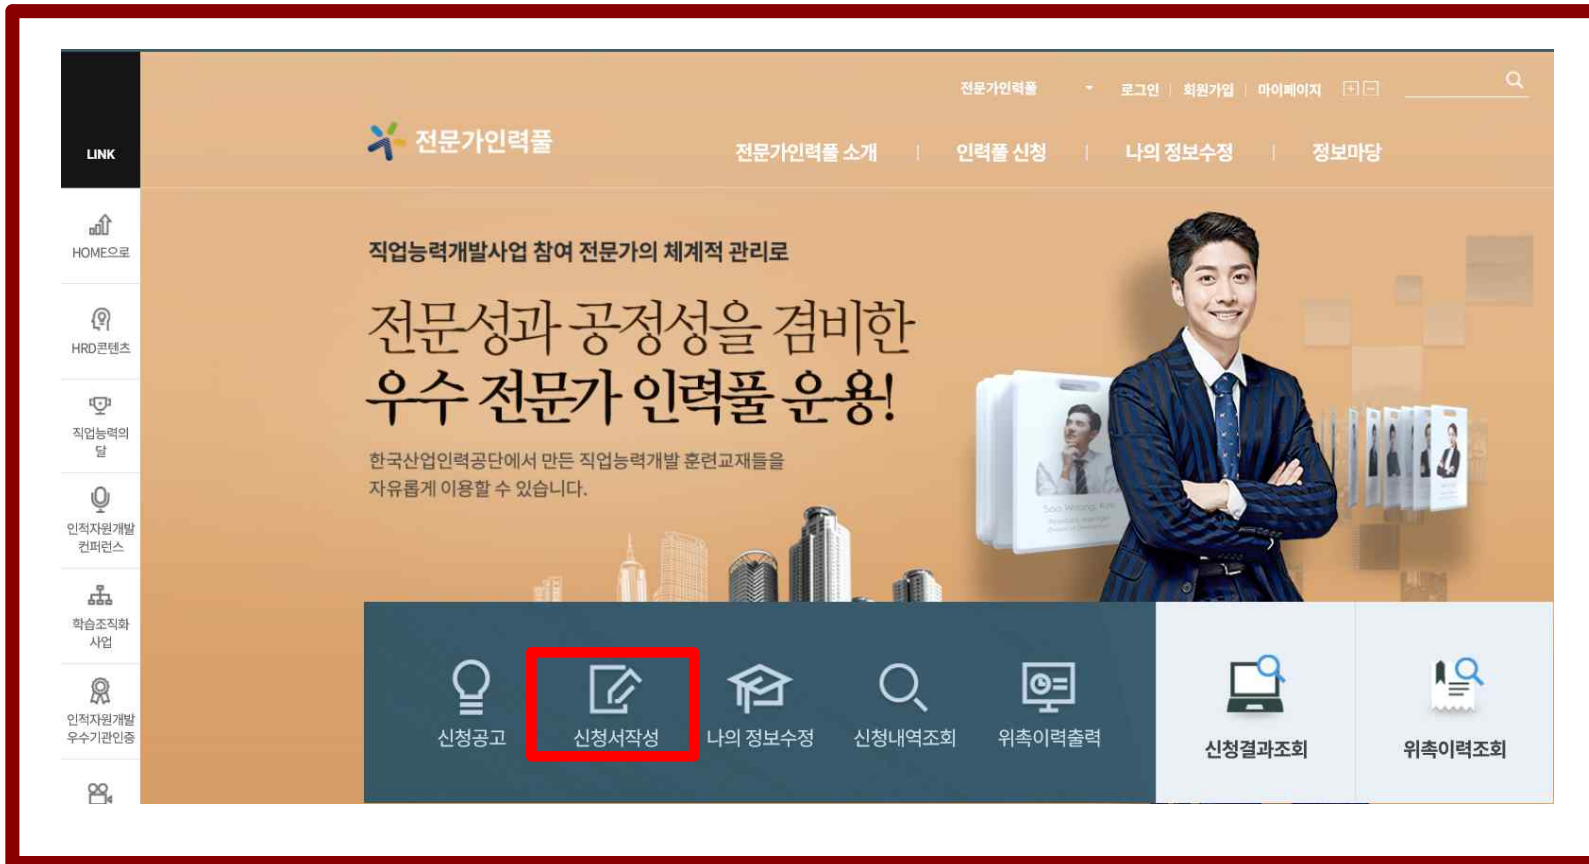 전문가인력풀
로그인 | 회원가입 | 마이페이지
LINK
전문가인력풀
전문가인력풀 소개 | 인력풀 신청 | 나의 정보수정 | 정보마당
HOME으로
HRD콘텐츠
직업능력의
달
인적자원개발
컨퍼런스
학습조직화
사업
인적자원개발
우수기관인증
직업능력개발사업 참여 전문가의 체계적 관리로
전문성과 공정성을 겸비한
우수 전문가 인력풀 운용!
한국산업인력공단에서 만든 직업능력개발 훈련교재들을
자유롭게 이용할 수 있습니다.
신청공고
신청서작성
나의 정보수정
신청내역조회
위촉이력출력
신청결과조회
위촉이력조회